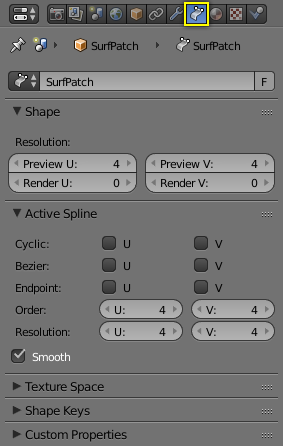 SurfPatch SurfPatch
SurfPatch F
Shape
Resolution:
Preview U: 4 Preview V: 4
Render U: 0 Render V: 0
Active Spline
Cyclic: U V
Bezier: U V
Endpoint: U V
Order: U: 4 V: 4
Resolution: U: 4 V: 4
Smooth
Texture Space
Shape Keys
Custom Properties